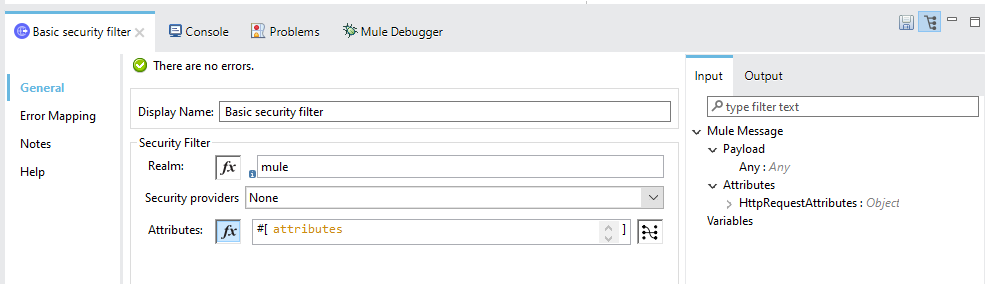 Basic security filter
Console
Problems
Mule Debugger
General
Error Mapping
Notes
Help
There are no errors.
Display Name: Basic security filter
Security Filter
Realm: fx mule
Security providers None
Attributes: fx #[ attributes ]
Input Output
type filter text
Mule Message
Payload
Any : Any
Attributes
HttpRequestAttributes : Object
Variables